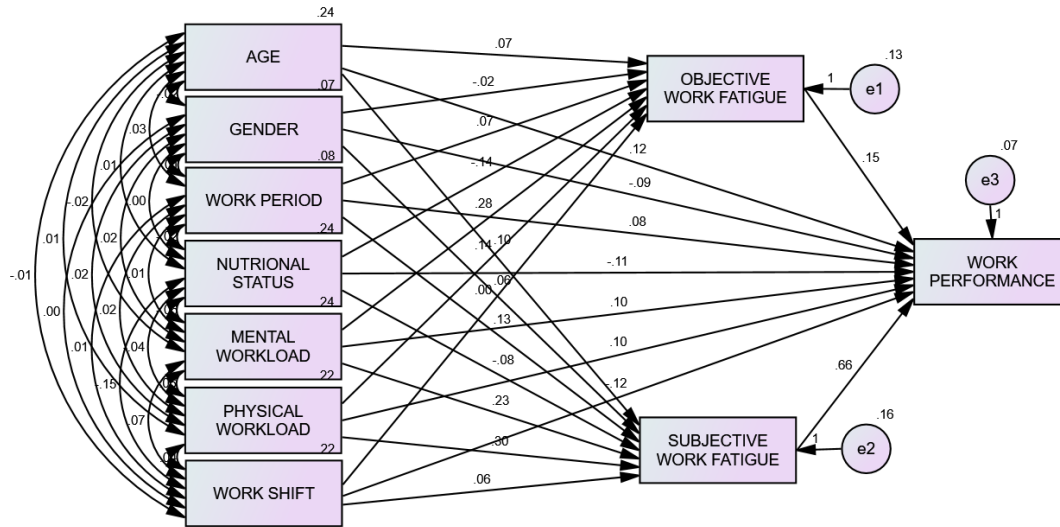 .24
AGE
.07
GENDER
.08
WORK PERIOD
.24
NUTRIONAL
STATUS
.24
MENTAL
WORKLOAD
.22
PHYSICAL
WORKLOAD
.22
WORK SHIFT
.03
.01
.00
-.02
.01
.02
.01
-.01
.02
.00
.02
.04
.01
-.15
.07
.07
-.02
.07
.12
-.14
-.09
.28
.08
.14
.10
-.11
.06
.00
.10
.13
-.08
.10
-.12
.23
.30
.06
OBJECTIVE
WORK FATIGUE
.13
1
e1
.15
.07
e3
1
WORK
PERFORMANCE
.66
SUBJECTIVE
WORK FATIGUE
.16
1
e2